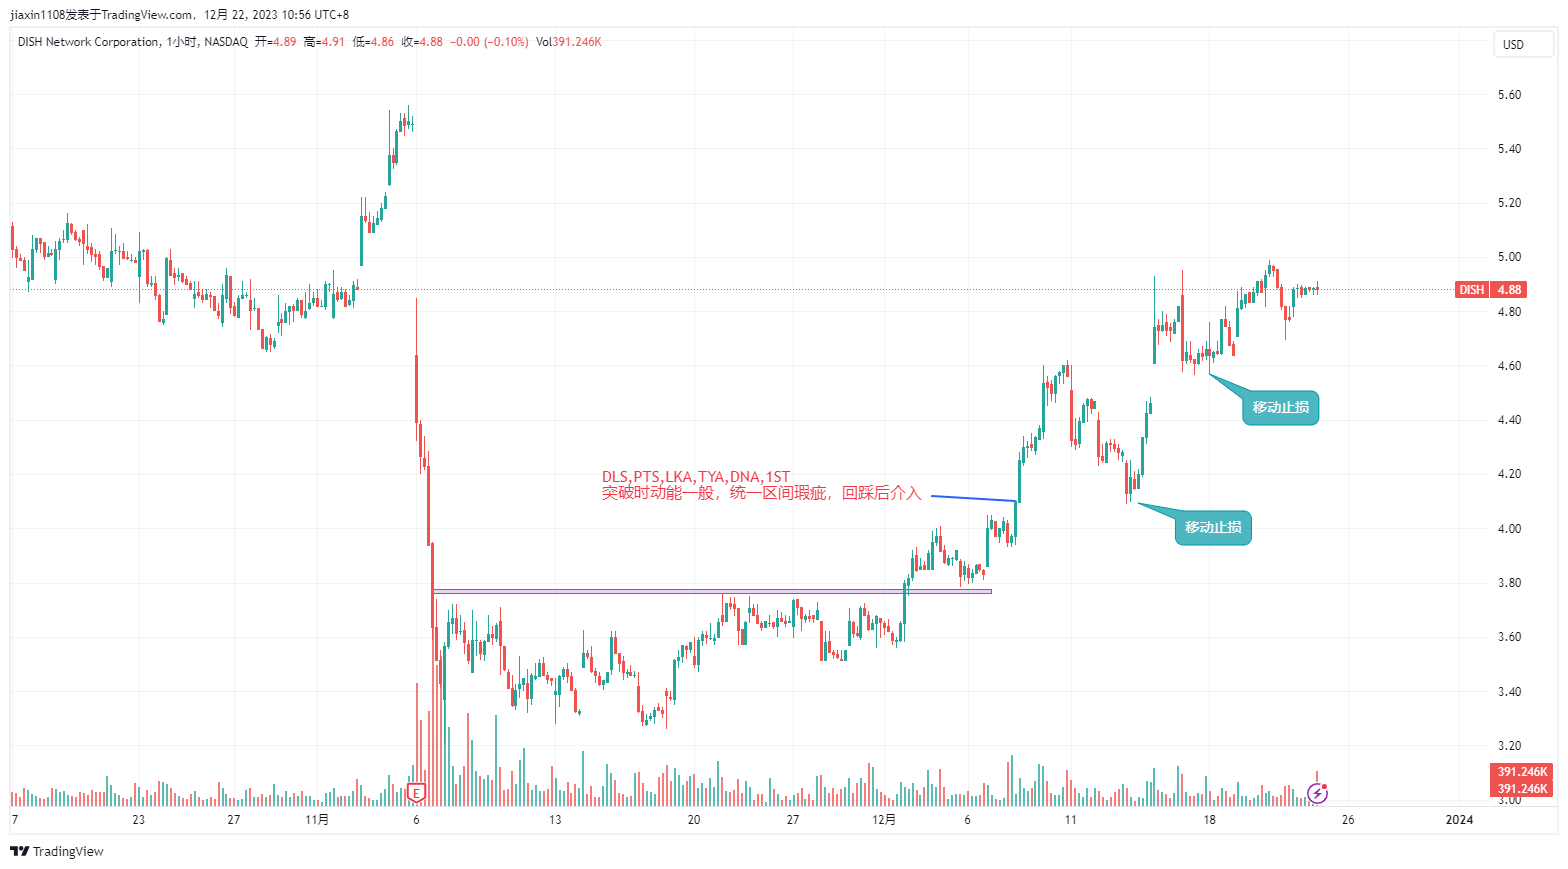 jiaxin1108发表于TradingView.com, 12月 22, 2023 10:56 UTC+8
DISH Network Corporation, 1小时, NASDAQ 开=4.89 高=4.91 低=4.86 收=4.88 −0.00 (−0.10%) Vol391.246K
USD
5.60
5.40
5.20
5.00
DISH 4.88
4.80
4.60
移动止损
4.40
4.20
DLS,PTS,LKA,TYA,DNA,1ST
突破时动能一般，统一区间瑕疵，回踩后介入
移动止损
4.00
3.80
3.60
3.40
3.20
391.246K
391.246K
3.00
E
7 23 27 11月 6 13 20 27 12月 6 11 18 26 2024
TradingView